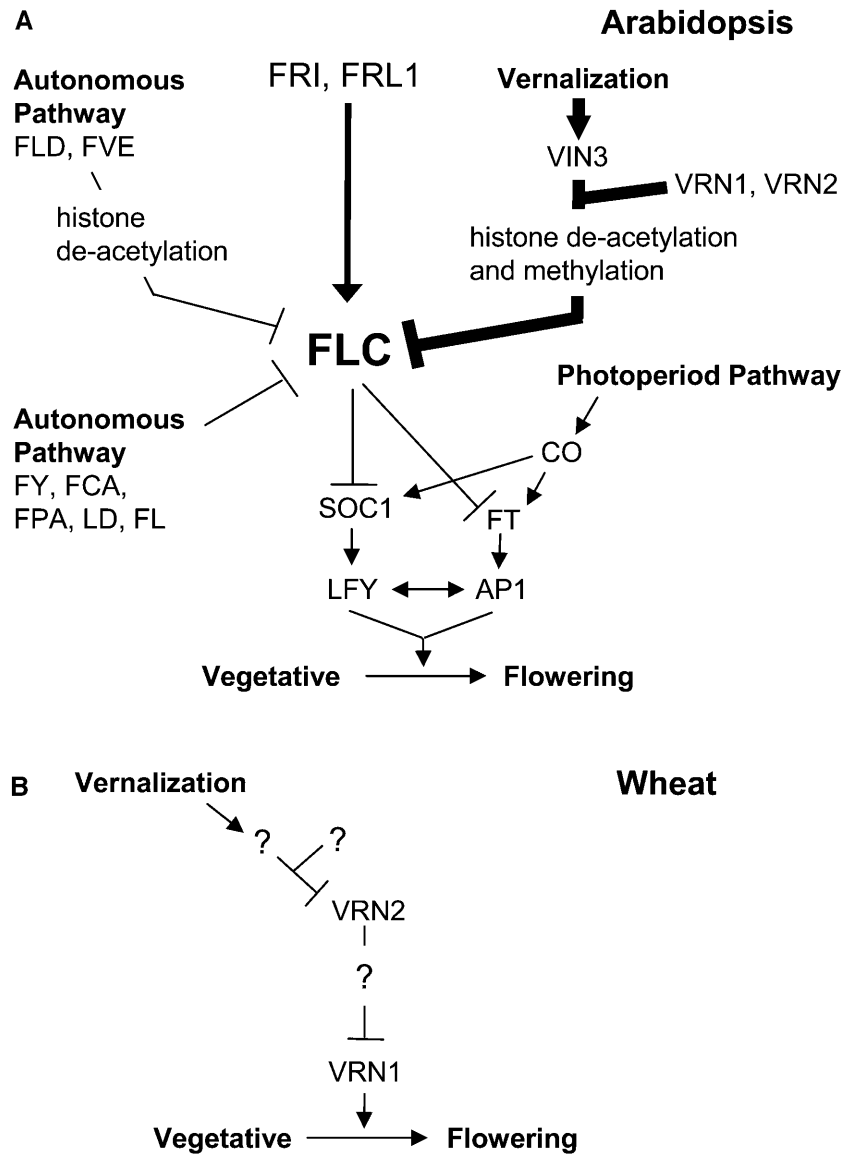 A
Arabidopsis
Autonomous
Pathway
FLD, FVE
histone
de-acetylation
FRI, FRL1
Vernalization
VIN3
VRN1, VRN2
histone de-acetylation
and methylation
FLC
Photoperiod Pathway
Autonomous
Pathway
FY, FCA,
FPA, LD, FL
CO
SOC1
FT
LFY
AP1
Vegetative
Flowering
B
Vernalization
Wheat
?
?
VRN2
?
VRN1
Vegetative
Flowering